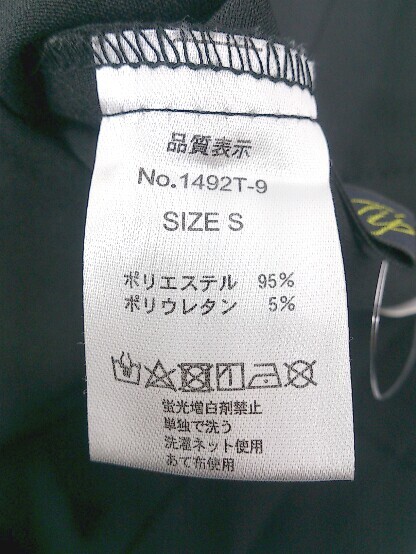 品質表示
No.1492T-9
SIZE S
ポリエステル 95%
ポリウレタン 5%
蛍光増白剤禁止
単独で洗う
洗濯ネット使用
あて布使用